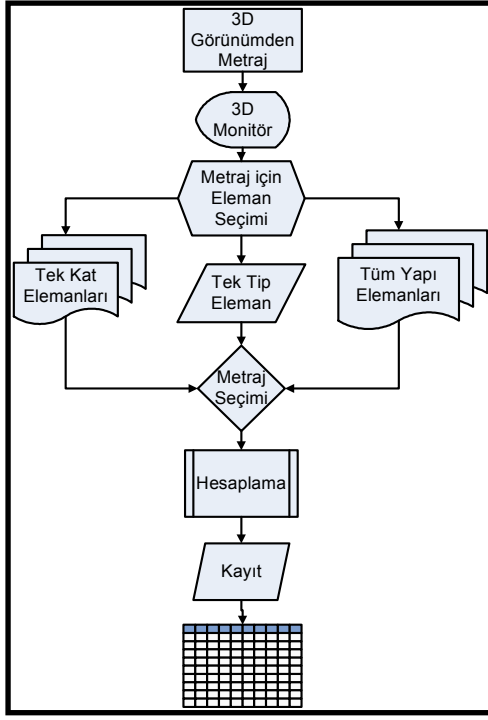 3D
Görünümden
Metraj
3D
Monitör
Metraj için
Eleman
Seçimi
Tek Kat
Elemanları
Tek Tip
Eleman
Tüm Yapı
Elemanları
Metraj
Seçimi
Hesaplama
Kayıt